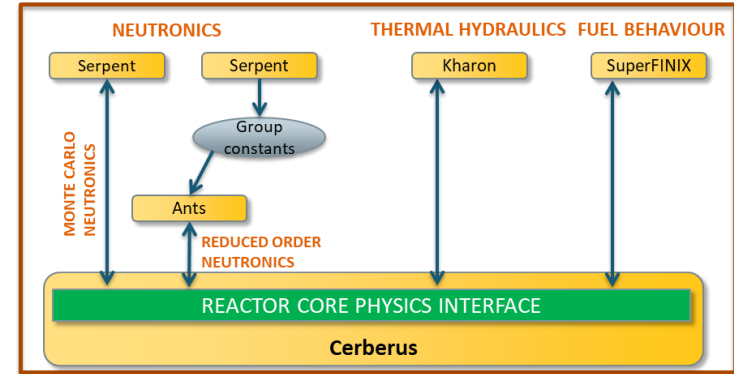 NEUTRONICS
THERMAL HYDRAULICS
FUEL BEHAVIOUR
Serpent
Serpent
Kharon
SuperFINIX
Group
constants
MONTE CARLO
NEUTRONICS
Ants
REDUCED ORDER
NEUTRONICS
REACTOR CORE PHYSICS INTERFACE
Cerberus